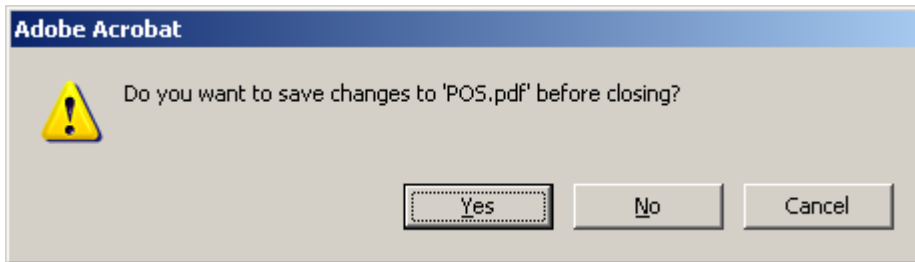 Adobe Acrobat
Do you want to save changes to 'POS.pdf' before closing?
Yes No Cancel